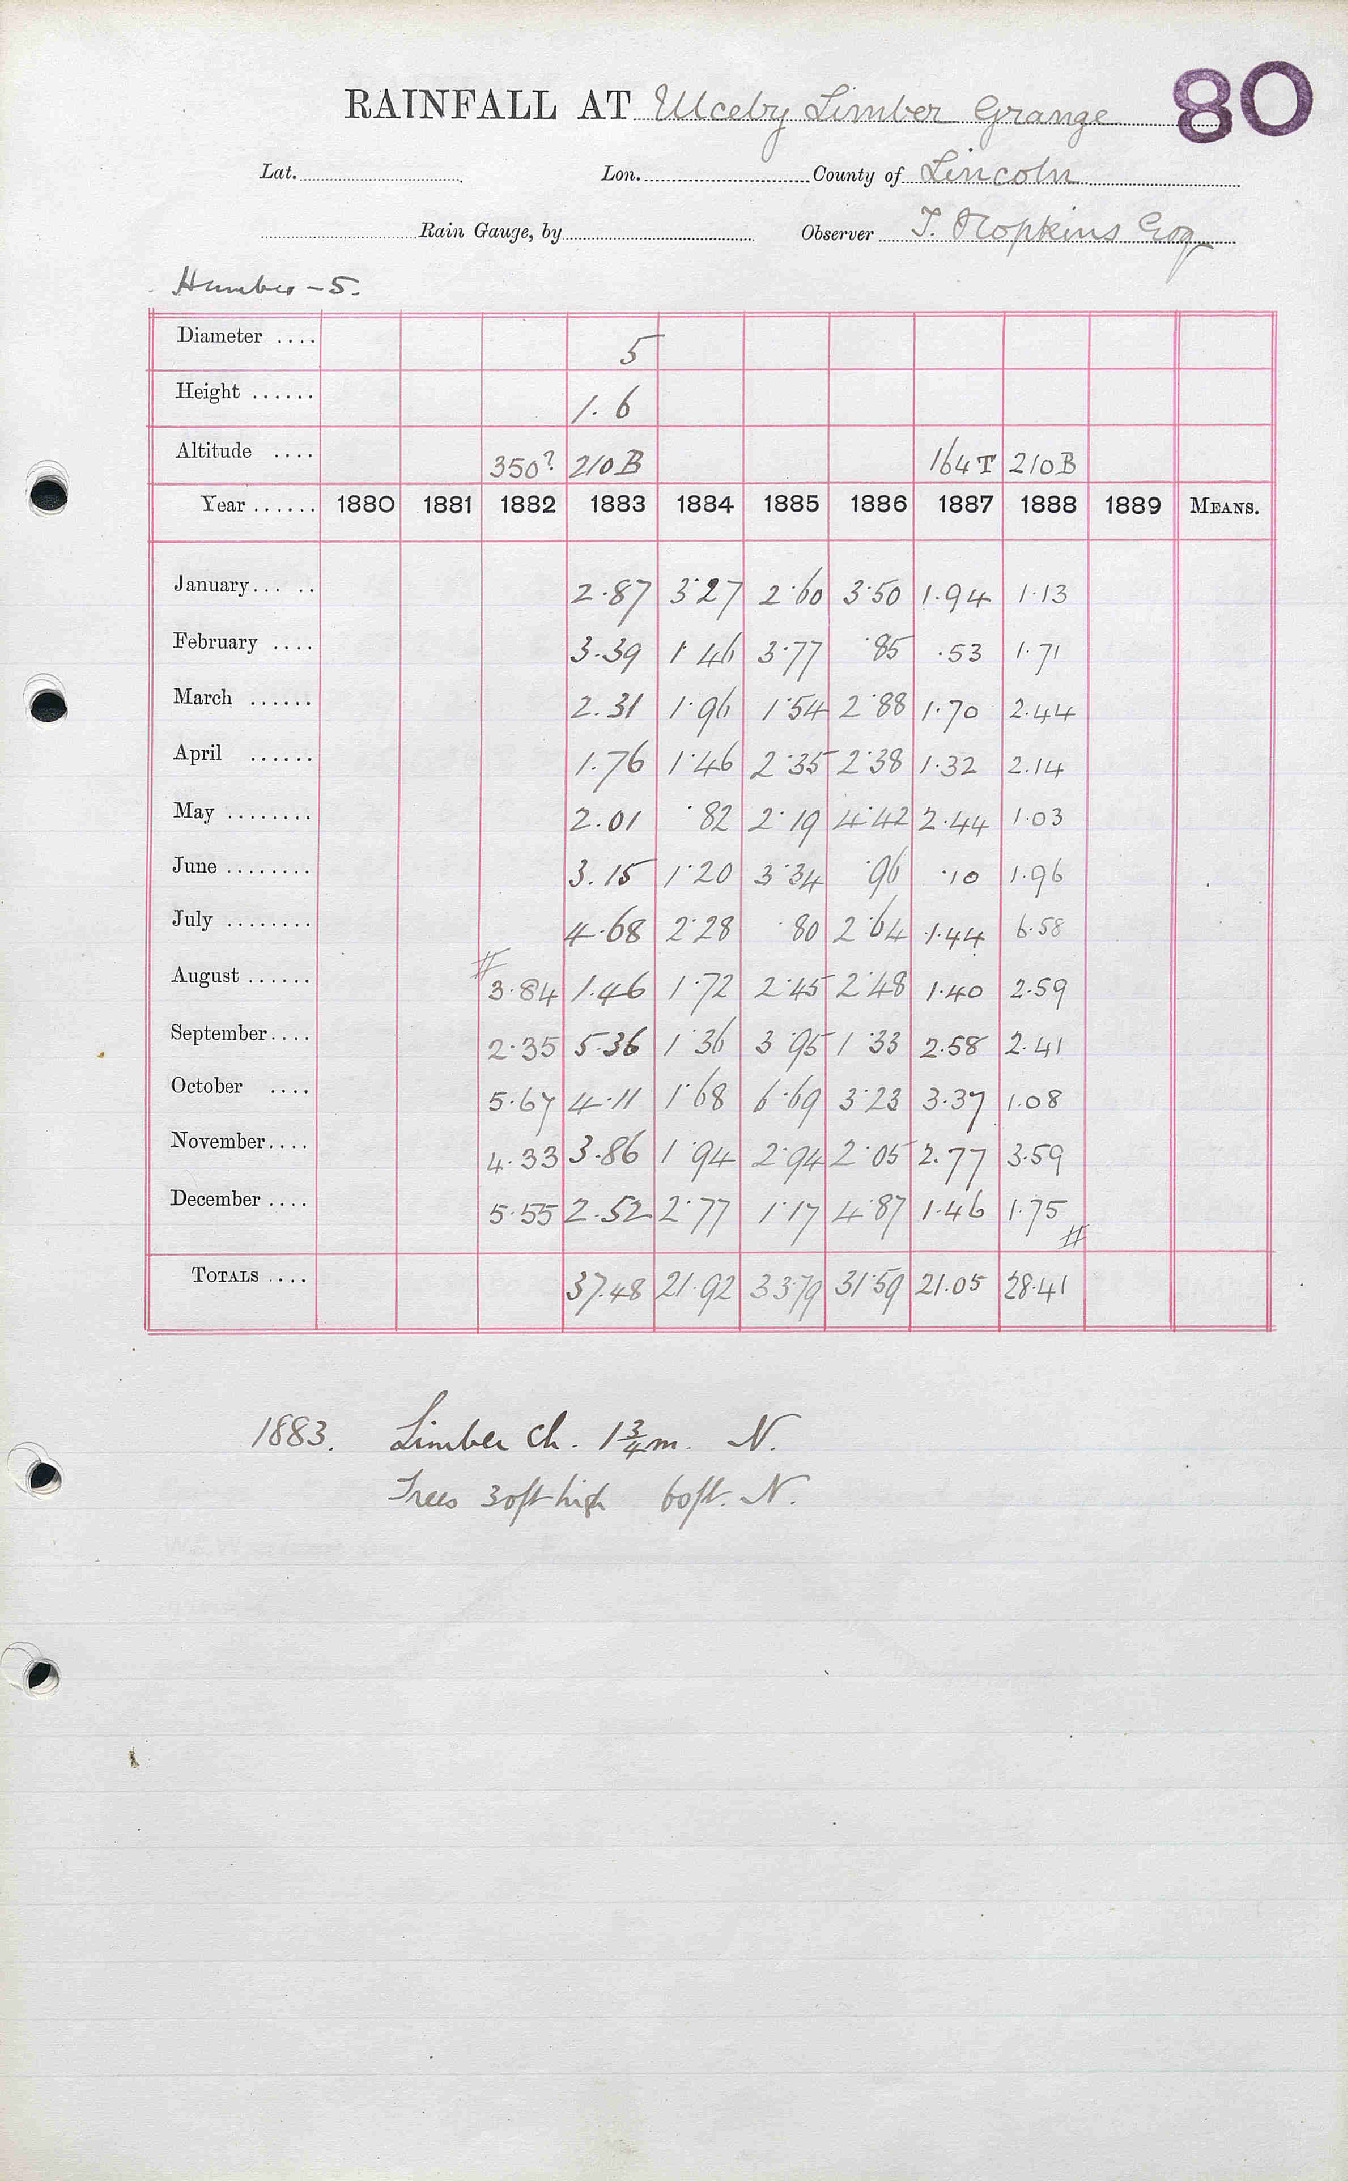 80
RAINFALL AT Ulceby Limber Grange
Lat. Lon. County of Lincoln
Rain Gauge, by Observer T. Hopkins Esq
Humber - 5.
Diameter .... 5
Height ...... 1.6
Altitude .... 350? 210B 164T 210B
Year ...... 1880 1881 1882 1883 1884 1885 1886 1887 1888 1889 MEANS.
January... .. 2.87 3.27 2.60 3.50 1.94 1.13
February .... 3.39 1.46 3.77 .85 .53 1.71
March ...... 2.31 1.96 1.54 2.88 1.70 2.44
April ...... 1.76 1.46 2.35 2.38 1.32 2.14
May ........ 2.01 .82 2.19 4.42 2.44 1.03
June ........ 3.15 1.20 3.34 .96 .10 1.96
July ........ 4.68 2.28 .80 2.64 1.44 6.58
August ...... # 3.84 1.46 1.72 2.45 2.48 1.40 2.59
September.... 2.35 5.36 1.36 3.95 1.33 2.58 2.41
October .... 5.67 4.11 1.68 6.69 3.23 3.37 1.08
November.... 4.33 3.86 1.94 2.94 2.05 2.77 3.59
December .... 5.55 2.52 2.77 1.17 4.87 1.46 1.75 #
TOTALS .... 37.48 21.92 33.79 31.59 21.05 28.41
1883. Limber Ch. 1¾m. N.
Trees 30ft high 60ft. N.